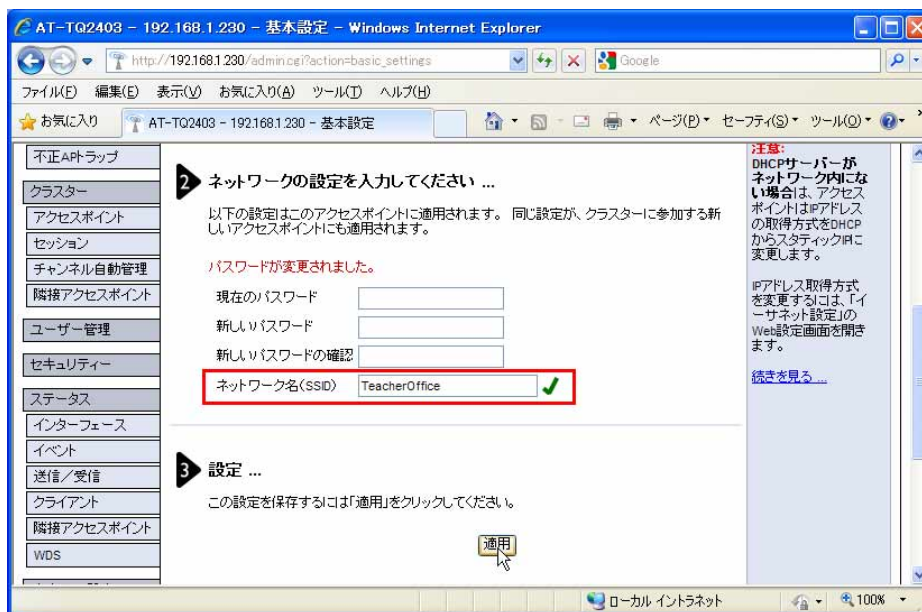 AT-TQ2403 - 192.168.1.230 - 基本設定 - Windows Internet Explorer
http://192.168.1.230/admin.cgi?action=basic_settings
Google
ファイル(F) 編集(E) 表示(V) お気に入り(A) ツール(T) ヘルプ(H)
お気に入り
AT-TQ2403 - 192.168.1.230 - 基本設定
ページ(P) セーフティ(S) ツール(O)
不正APトラップ
クラスター
アクセスポイント
セッション
チャンネル自動管理
隣接アクセスポイント
ユーザー管理
セキュリティー
ステータス
インターフェース
イベント
送信/受信
クライアント
隣接アクセスポイント
WDS
2 ネットワークの設定を入力してください ...
以下の設定はこのアクセスポイントに適用されます。 同じ設定が、クラスターに参加する新
しいアクセスポイントにも適用されます。
パスワードが変更されました。
現在のパスワード
新しいパスワード
新しいパスワードの確認
ネットワーク名(SSID) TeacherOffice
3 設定 ...
この設定を保存するには「適用」をクリックしてください。
適用
注意:
DHCPサーバーが
ネットワーク内にな
い場合は、アクセス
ポイントはIPアドレス
の取得方式をDHCP
からスタティックIPに
変更します。
IPアドレス取得方式
を変更するには、「イ
ーサネット設定」の
Web設定画面を開き
ます。
続きを見る ...
ローカル イントラネット
100%